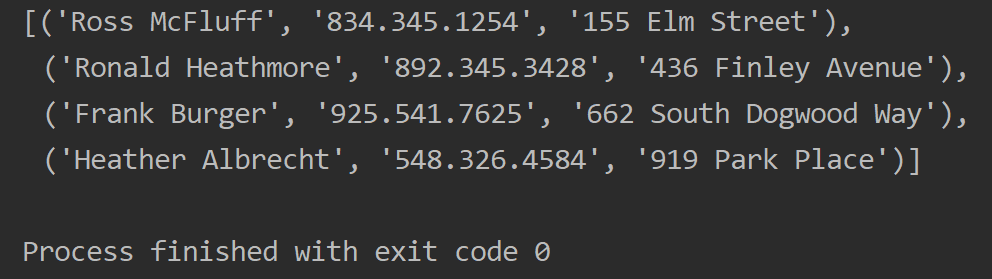 [('Ross McFluff', '834.345.1254', '155 Elm Street'),
('Ronald Heathmore', '892.345.3428', '436 Finley Avenue'),
('Frank Burger', '925.541.7625', '662 South Dogwood Way'),
('Heather Albrecht', '548.326.4584', '919 Park Place')]
Process finished with exit code 0